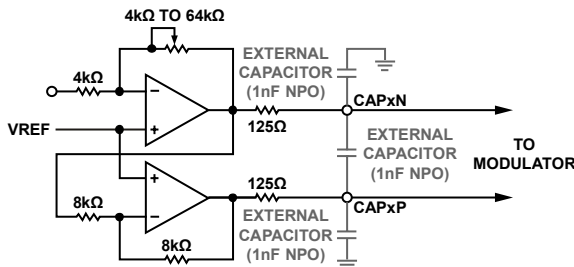 4kΩ TO 64kΩ
4kΩ
VREF
125Ω
EXTERNAL
CAPACITOR
(1nF NPO)
CAPxN
EXTERNAL
CAPACITOR
(1nF NPO)
TO
MODULATOR
125Ω
CAPxP
8kΩ
8kΩ
EXTERNAL
CAPACITOR
(1nF NPO)